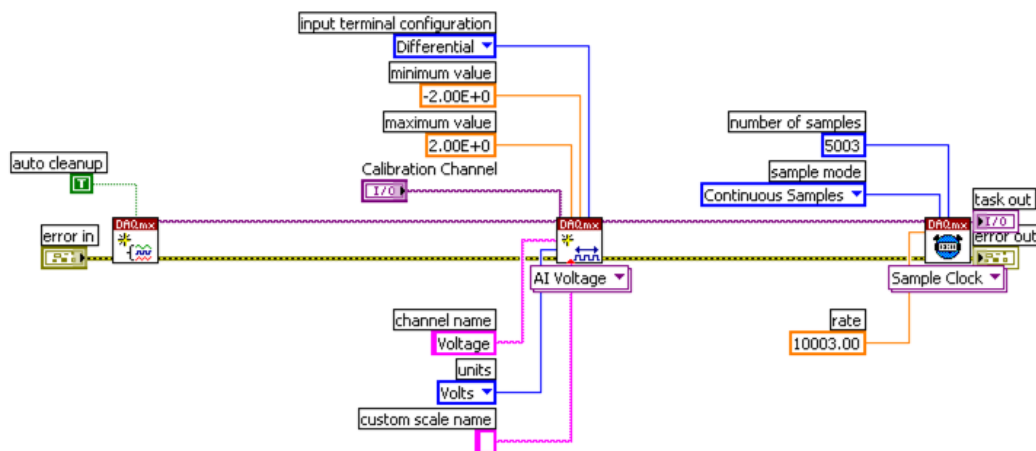 input terminal configuration
Differential
minimum value
-2.00E+0
maximum value
2.00E+0
Calibration Channel
I/O
auto cleanup
T
error in
DAQmx
DAQmx
AI Voltage
channel name
Voltage
units
Volts
custom scale name
number of samples
5003
sample mode
Continuous Samples
task out
I/O
error out
DAQmx
Sample Clock
rate
10003.00